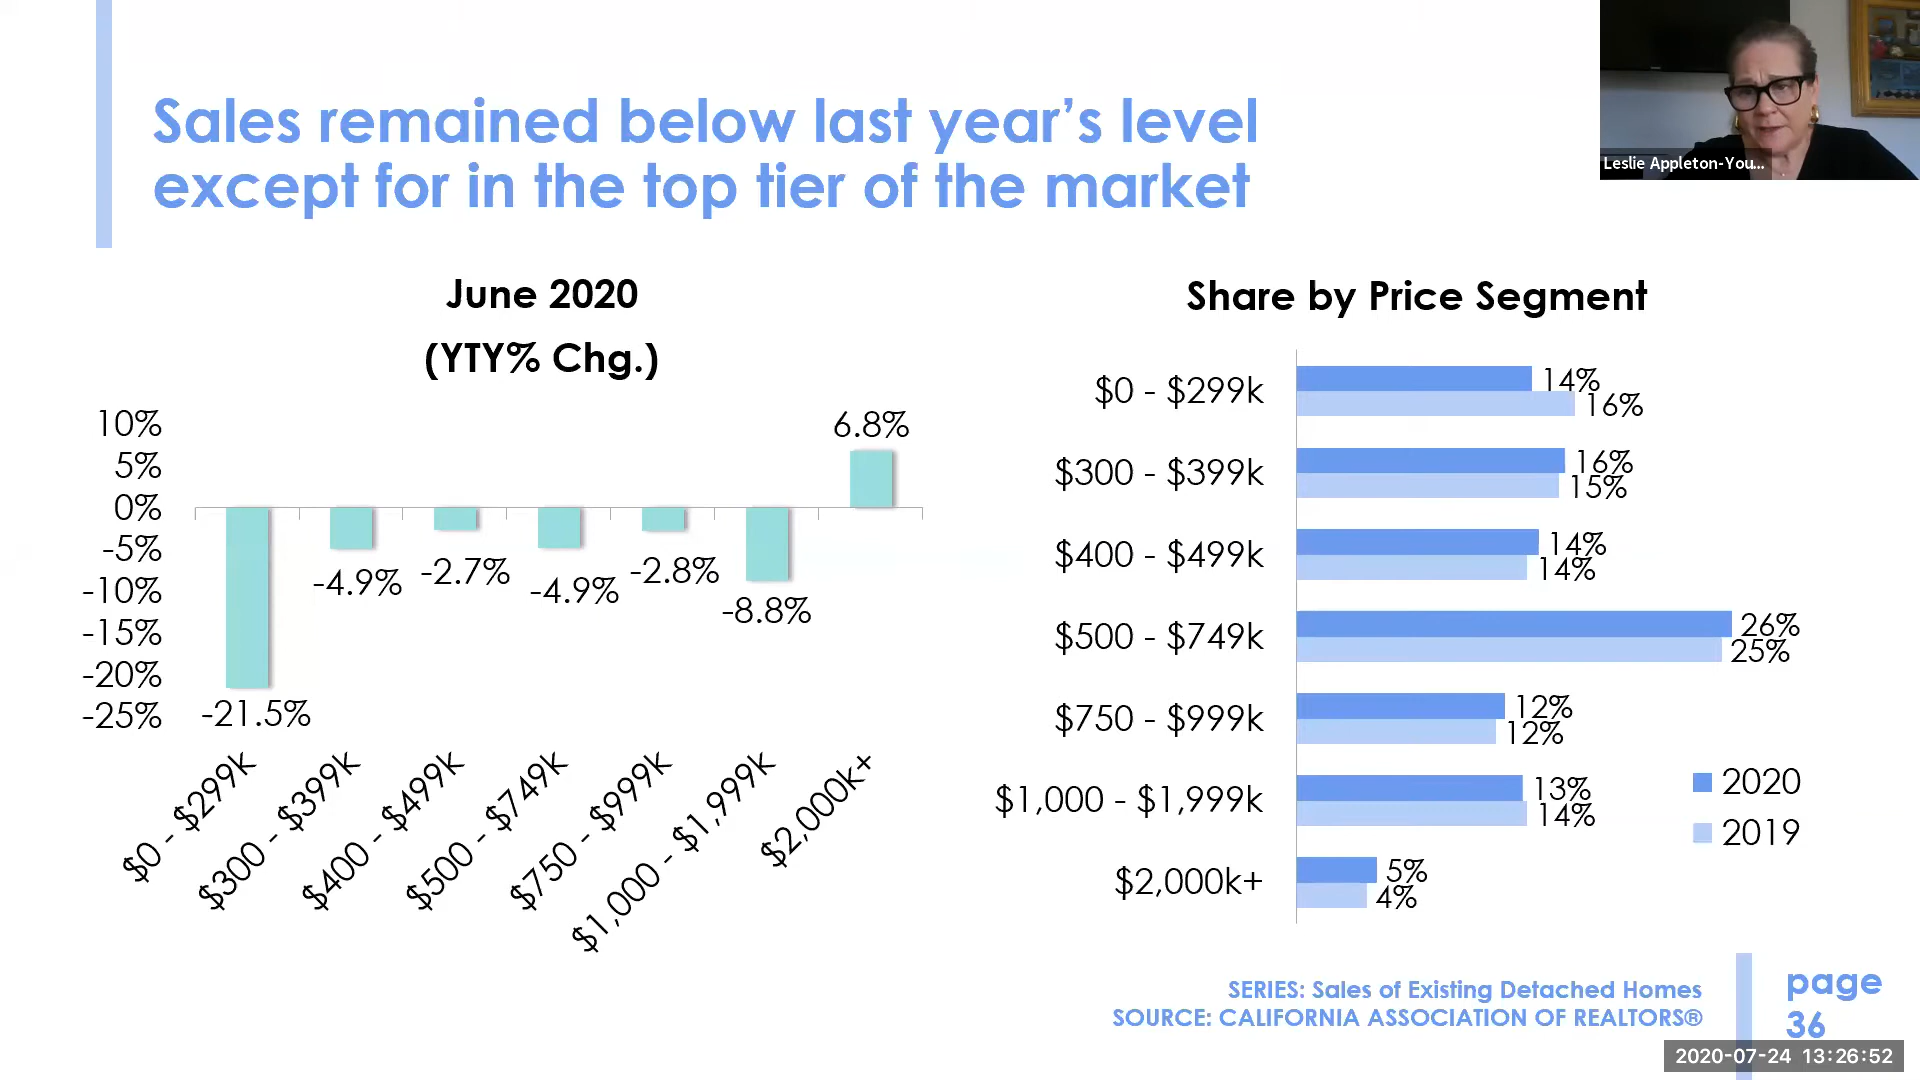 Sales remained below last year’s level
except for in the top tier of the market
Leslie Appleton-You...
June 2020
(YTY% Chg.)
10%
5%
0%
-5%
-10%
-15%
-20%
-25%
-21.5%
-4.9%
-2.7%
-4.9%
-2.8%
-8.8%
6.8%
$0 - $299k
$300 - $399k
$400 - $499k
$500 - $749k
$750 - $999k
$1,000 - $1,999k
$2,000k+
Share by Price Segment
$0 - $299k
14%
16%
$300 - $399k
16%
15%
$400 - $499k
14%
14%
$500 - $749k
26%
25%
$750 - $999k
12%
12%
$1,000 - $1,999k
13%
14%
$2,000k+
5%
4%
2020
2019
SERIES: Sales of Existing Detached Homes
SOURCE: CALIFORNIA ASSOCIATION OF REALTORS®
page
36
2020-07-24 13:26:52